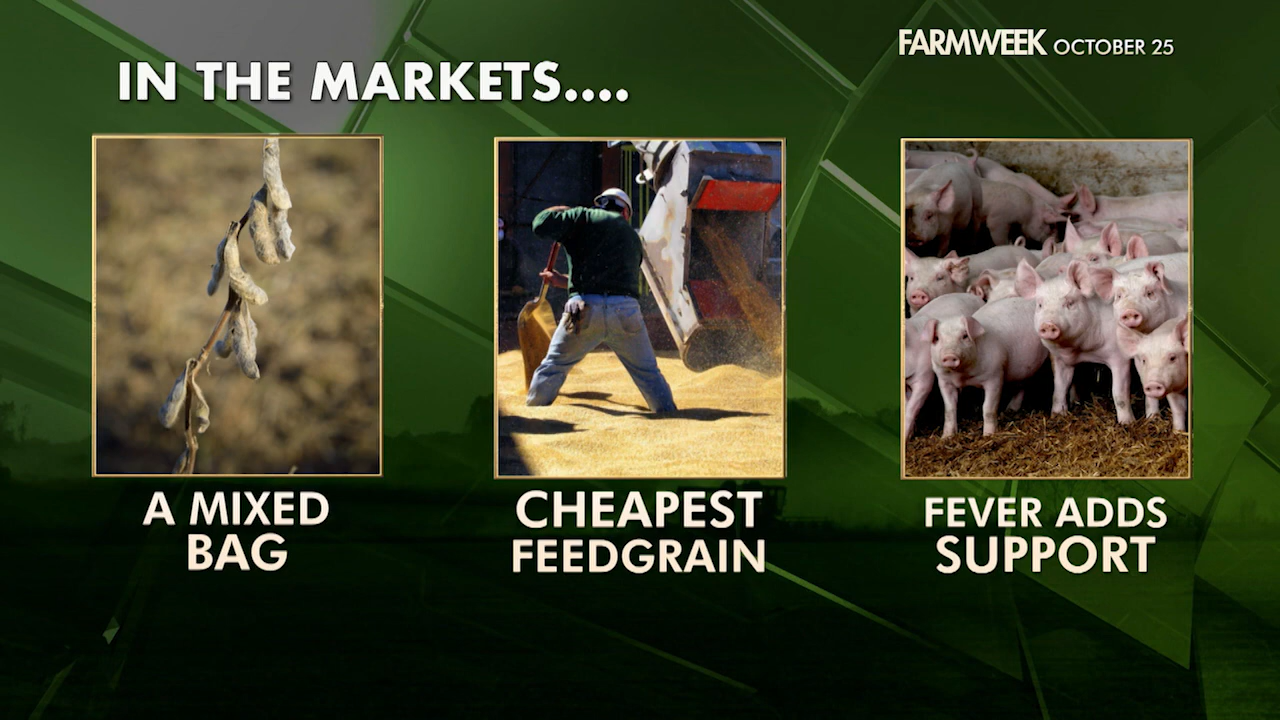 FARMWEEK OCTOBER 25
IN THE MARKETS....
A MIXED
BAG
CHEAPEST
FEEDGRAIN
FEVER ADDS
SUPPORT